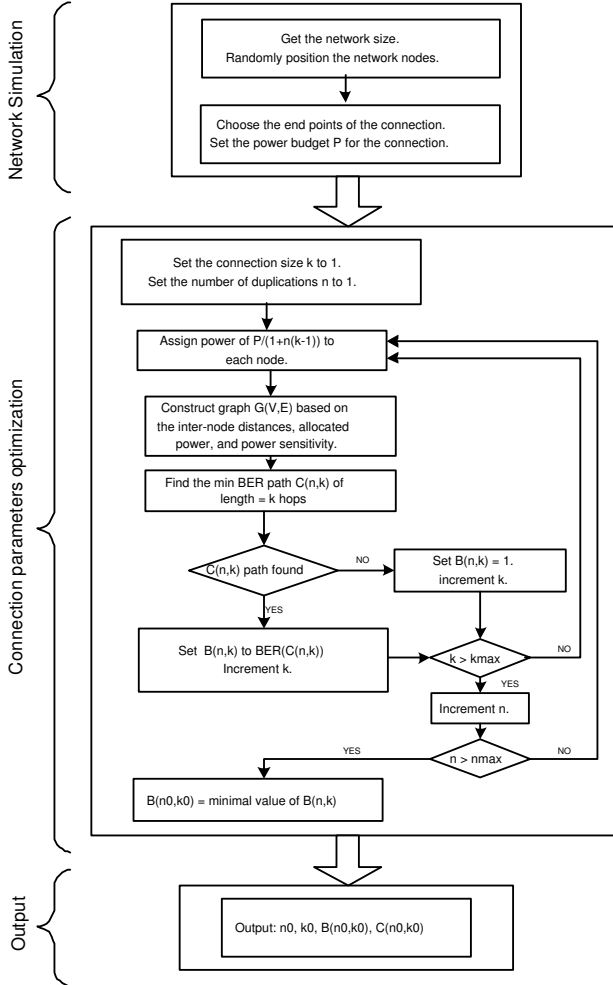 Network Simulation
Get the network size.
Randomly position the network nodes.
Choose the end points of the connection.
Set the power budget P for the connection.
Connection parameters optimization
Set the connection size k to 1.
Set the number of duplications n to 1.
Assign power of P/(1+n(k-1)) to
each node.
Construct graph G(V,E) based on
the inter-node distances, allocated
power, and power sensitivity.
Find the min BER path C(n,k) of
length = k hops
C(n,k) path found
NO
Set B(n,k) = 1.
increment k.
YES
Set B(n,k) to BER(C(n,k))
Increment k.
k > kmax
NO
YES
Increment n.
n > nmax
YES
NO
B(n0,k0) = minimal value of B(n,k)
Output
Output: n0, k0, B(n0,k0), C(n0,k0)